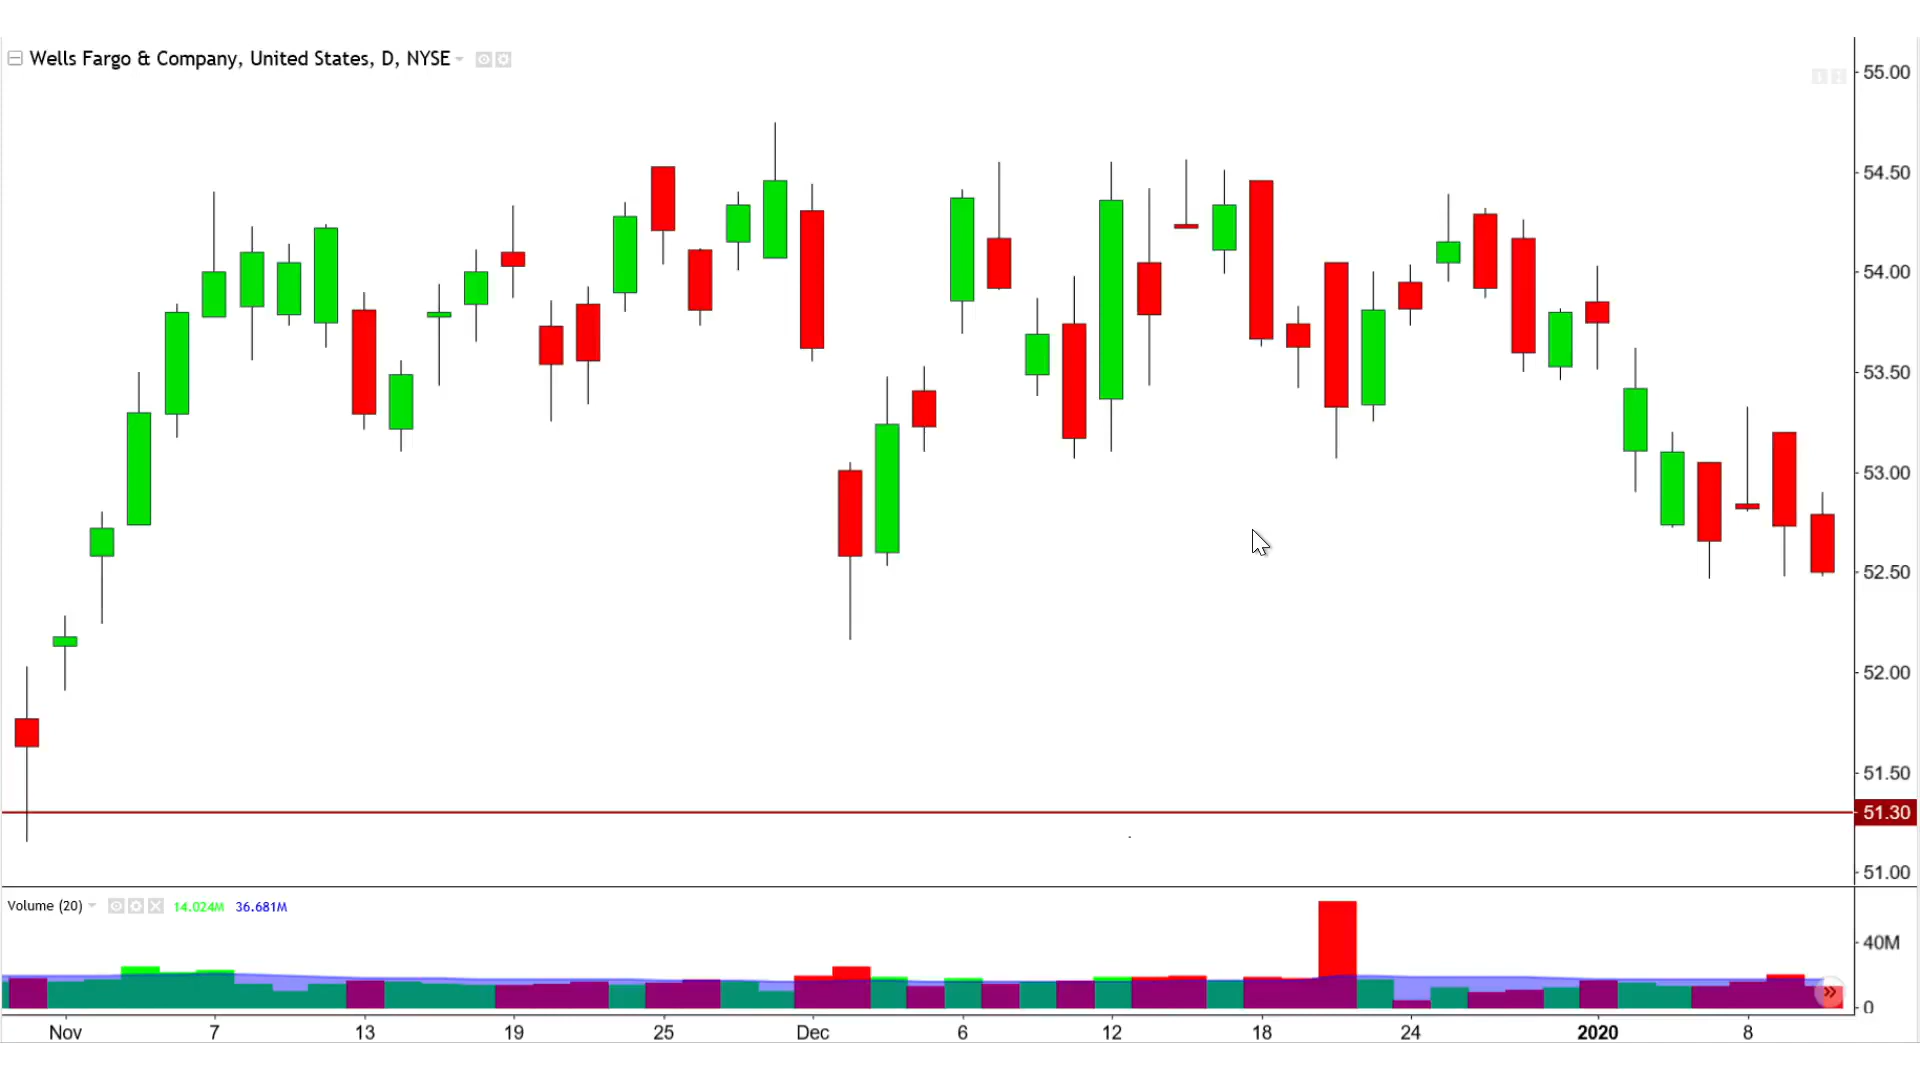 Wells Fargo & Company, United States, D, NYSE
55.00
54.50
54.00
53.50
53.00
52.50
52.00
51.50
51.30
51.00
Volume (20) 14.024M 36.681M
40M
0
Nov 7 13 19 25 Dec 6 12 18 24 2020 8